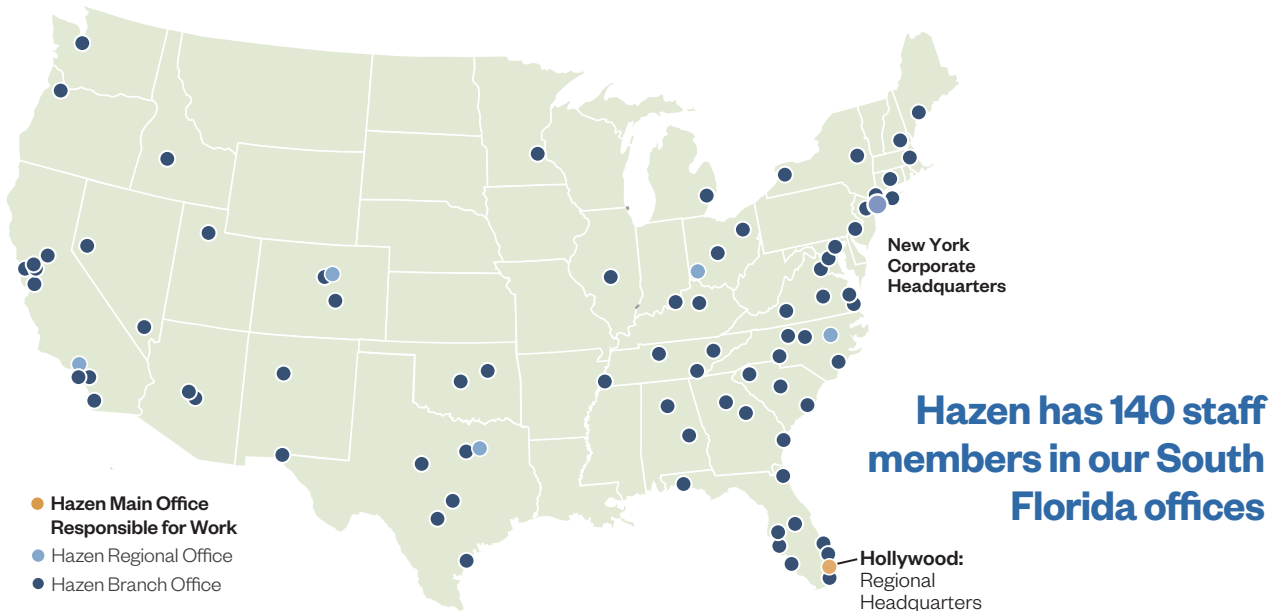 New York
Corporate
Headquarters
Hazen has 140 staff
members in our South
Florida offices
Hazen Main Office
Responsible for Work
Hazen Regional Office
Hazen Branch Office
Hollywood:
Regional
Headquarters